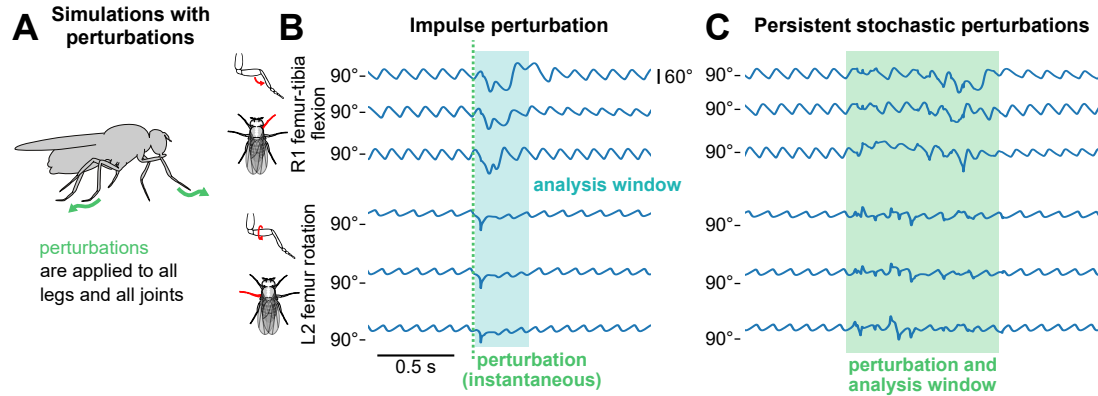 A Simulations with
perturbations
perturbations
are applied to all
legs and all joints
B Impulse perturbation
R1 femur-tibia
flexion
90°
90°
90°
60°
analysis window
L2 femur rotation
90°
90°
90°
0.5 s
perturbation
(instantaneous)
C Persistent stochastic perturbations
90°
90°
90°
90°
90°
90°
perturbation and
analysis window